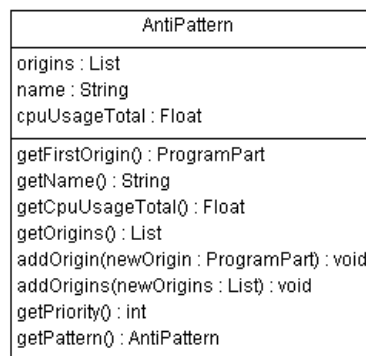 AntiPattern
origins : List
name : String
cpuUsageTotal : Float
getFirstOrigin() : ProgramPart
getName() : String
getCpuUsageTotal() : Float
getOrigins() : List
addOrigin(newOrigin : ProgramPart) : void
addOrigins(newOrigins : List) : void
getPriority() : int
getPattern() : AntiPattern